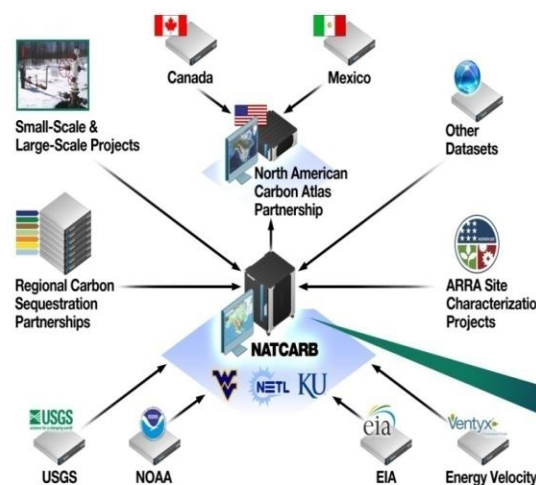 Canada
Mexico
Small-Scale &
Large-Scale Projects
Other
Datasets
North American
Carbon Atlas
Partnership
Regional Carbon
Sequestration
Partnerships
ARRA Site
Characterizatio
Projects
NATCARB
WV
NETL
KU
USGS
USGS
NOAA
eia
EIA
Ventyx
Energy Velocity